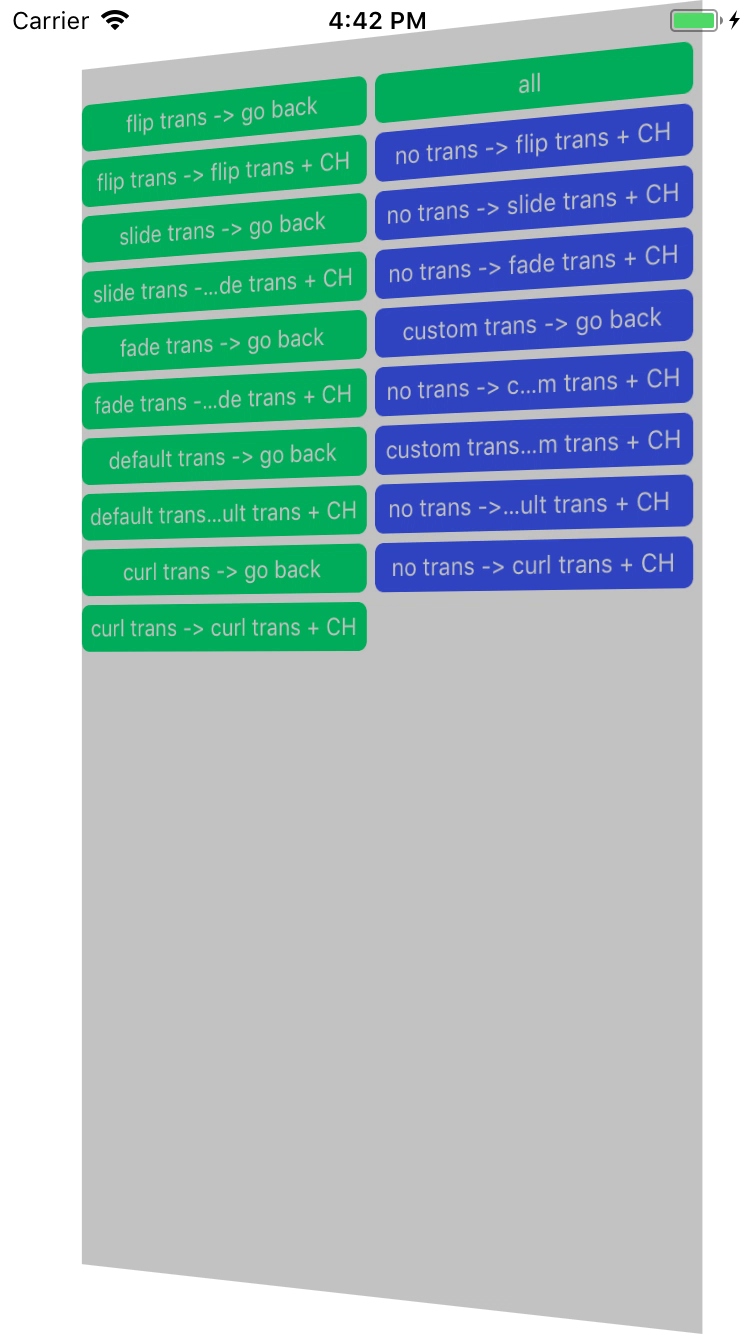 Carrier
4:42 PM
flip trans -> go back
all
flip trans -> flip trans + CH
no trans -> flip trans + CH
slide trans -> go back
no trans -> slide trans + CH
slide trans -...de trans + CH
no trans -> fade trans + CH
fade trans -> go back
custom trans -> go back
fade trans -...de trans + CH
no trans -> c...m trans + CH
default trans -> go back
custom trans...m trans + CH
default trans...ult trans + CH
no trans ->...ult trans + CH
curl trans -> go back
no trans -> curl trans + CH
curl trans -> curl trans + CH